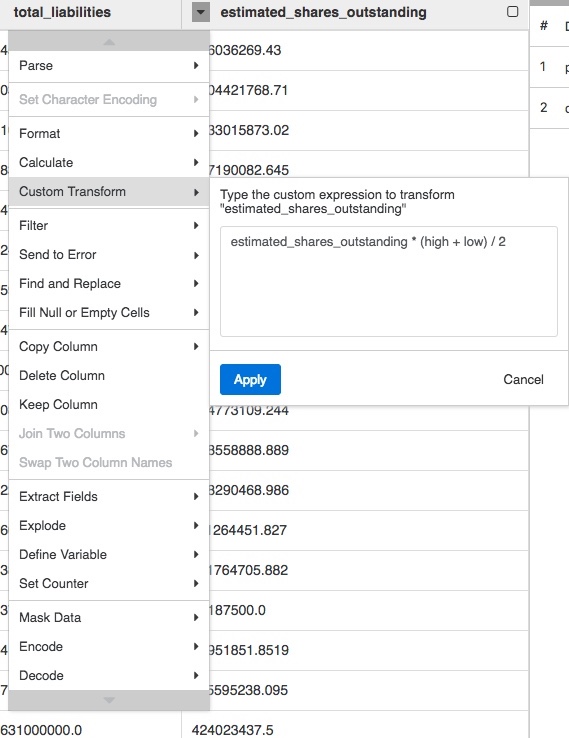 total_liabilities
estimated_shares_outstanding
#
6036269.43
Parse
1
04421768.71
Set Character Encoding
2
33015873.02
Format
Calculate
7190082.645
Custom Transform
Type the custom expression to transform
"estimated_shares_outstanding"
Filter
estimated_shares_outstanding * (high + low) / 2
Send to Error
Find and Replace
Fill Null or Empty Cells
Copy Column
Delete Column
Apply
Cancel
Keep Column
4773109.244
Join Two Columns
3558888.889
Swap Two Column Names
3290468.986
Extract Fields
Explode
1264451.827
Define Variable
1764705.882
Set Counter
187500.0
Mask Data
Encode
951851.8519
Decode
5595238.095
631000000.0
424023437.5